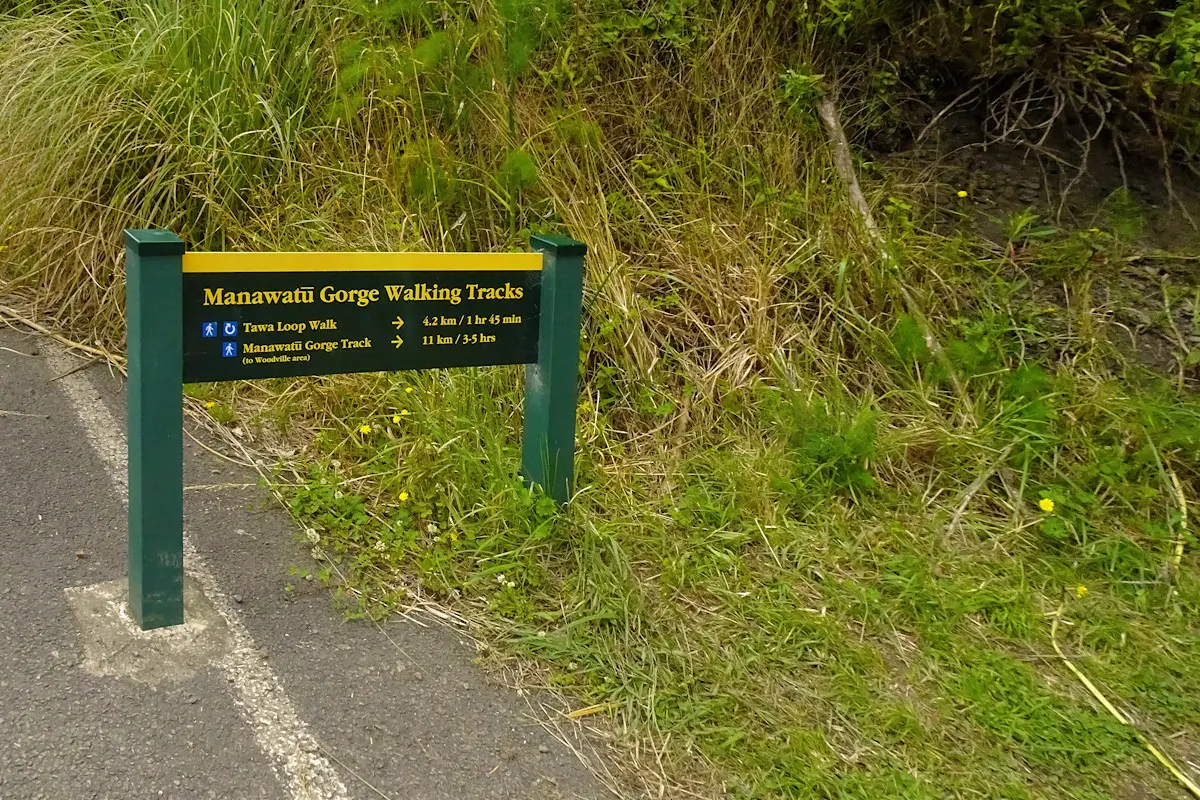 Manawatū Gorge Walking Tracks
Tawa Loop Walk → 4.2 km / 1 hr 45 min
Manawatū Gorge Track → 11 km / 3-5 hrs
(to Woodville area)